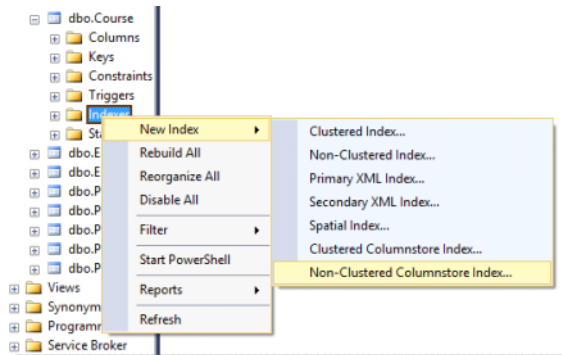 dbo.Course
Columns
Keys
Constraints
Triggers
Indexes
Sta
dbo.E
dbo.E
dbo.P
dbo.P
dbo.P
dbo.P
dbo.P
Views
Synonym
Programm
Service Broker
New Index
Rebuild All
Reorganize All
Disable All
Filter
Start PowerShell
Reports
Refresh
Clustered Index...
Non-Clustered Index...
Primary XML Index...
Secondary XML Index...
Spatial Index...
Clustered Columnstore Index...
Non-Clustered Columnstore Index...